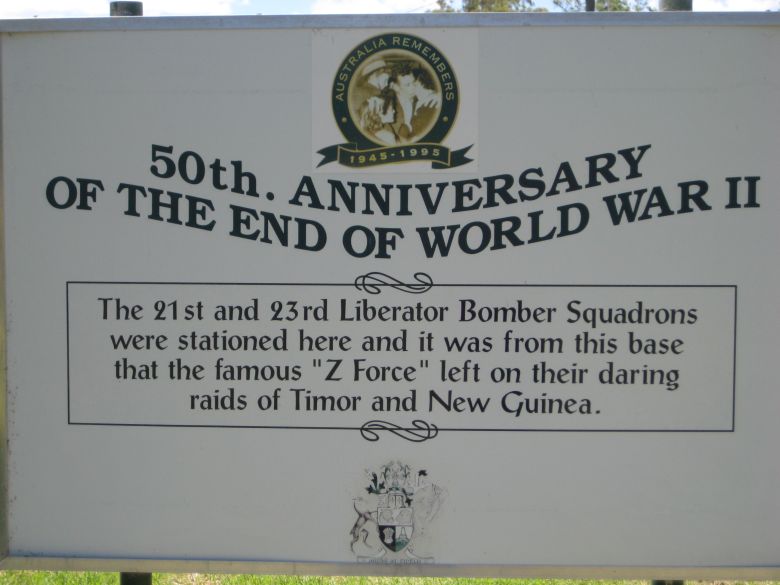 AUSTRALIA REMEMBERS
1945-1995
50th. ANNIVERSARY
OF THE END OF WORLD WAR II
The 21st and 23rd Liberator Bomber Squadrons
were stationed here and it was from this base
that the famous "Z Force" left on their daring
raids of Timor and New Guinea.